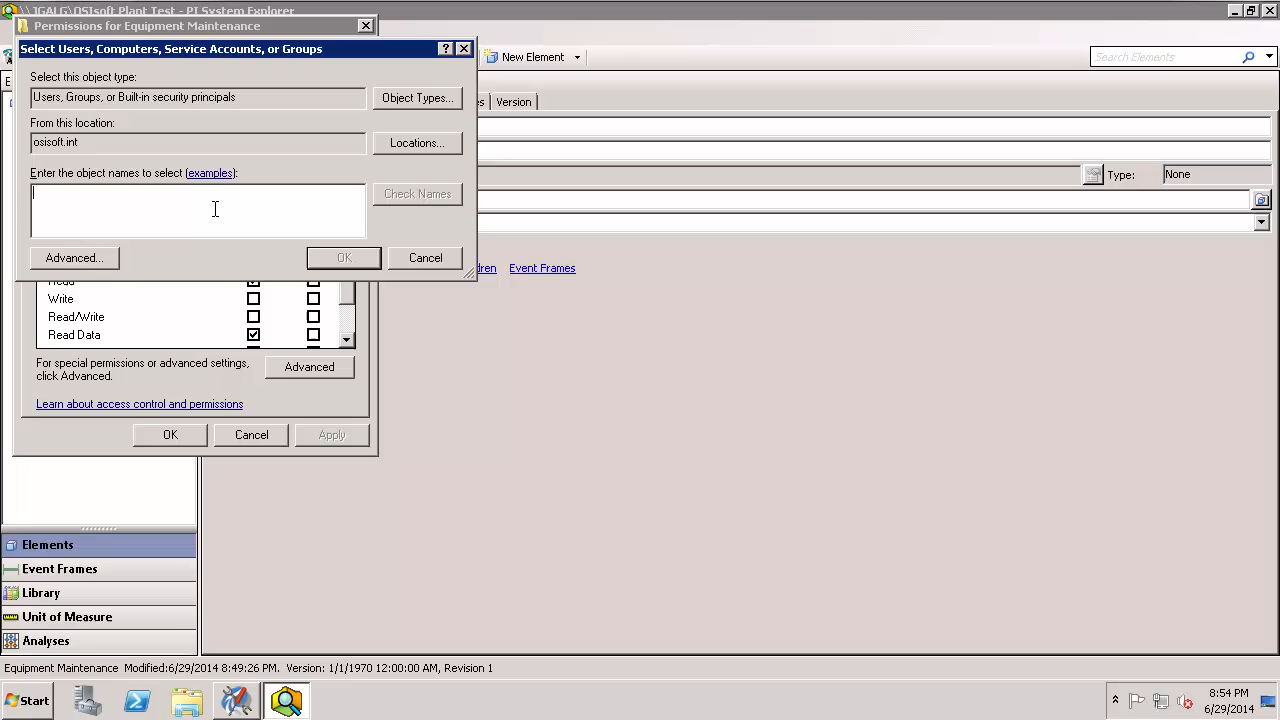 \\JGALG\OSIsoft Plant Test - PI System Explorer
Permissions for Equipment Maintenance
Select Users, Computers, Service Accounts, or Groups
New Element
Search Elements
Select this object type:
Users, Groups, or Built-in security principals
Object Types...
Version
From this location:
osisoft.int
Locations...
Enter the object names to select (examples):
Check Names
Type:
None
Advanced...
OK
Cancel
Event Frames
Read
Write
Read/Write
Read Data
For special permissions or advanced settings,
click Advanced.
Advanced
Learn about access control and permissions
OK
Cancel
Apply
Elements
Event Frames
Library
Unit of Measure
Analyses
Equipment Maintenance Modified:6/29/2014 8:49:26 PM. Version: 1/1/1970 12:00:00 AM, Revision 1
Start
8:54 PM
6/29/2014